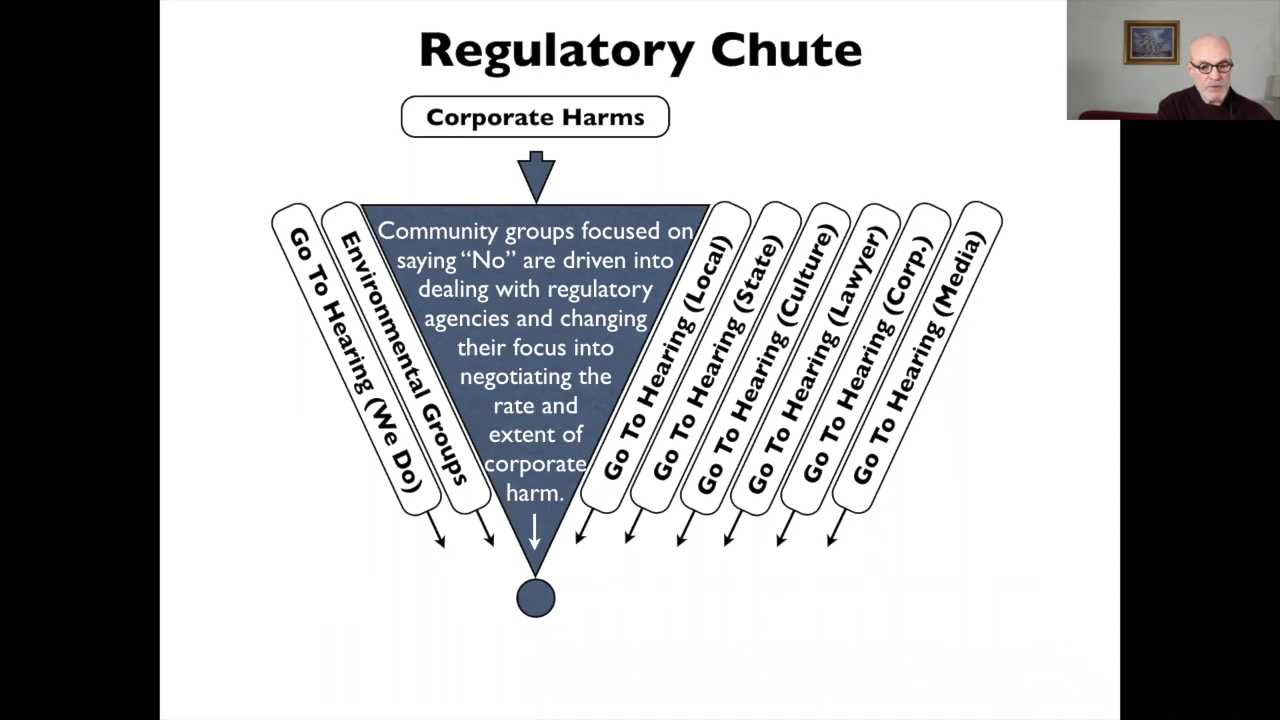 Regulatory Chute
Corporate Harms
Go To Hearing (We Do)
Environmental Groups
Community groups focused on
saying “No” are driven into
dealing with regulatory
agencies and changing
their focus into
negotiating the
rate and
extent of
corporate
harm.
Go To Hearing (Local)
Go To Hearing (State)
Go To Hearing (Culture)
Go To Hearing (Lawyer)
Go To Hearing (Corp.)
Go To Hearing (Media)